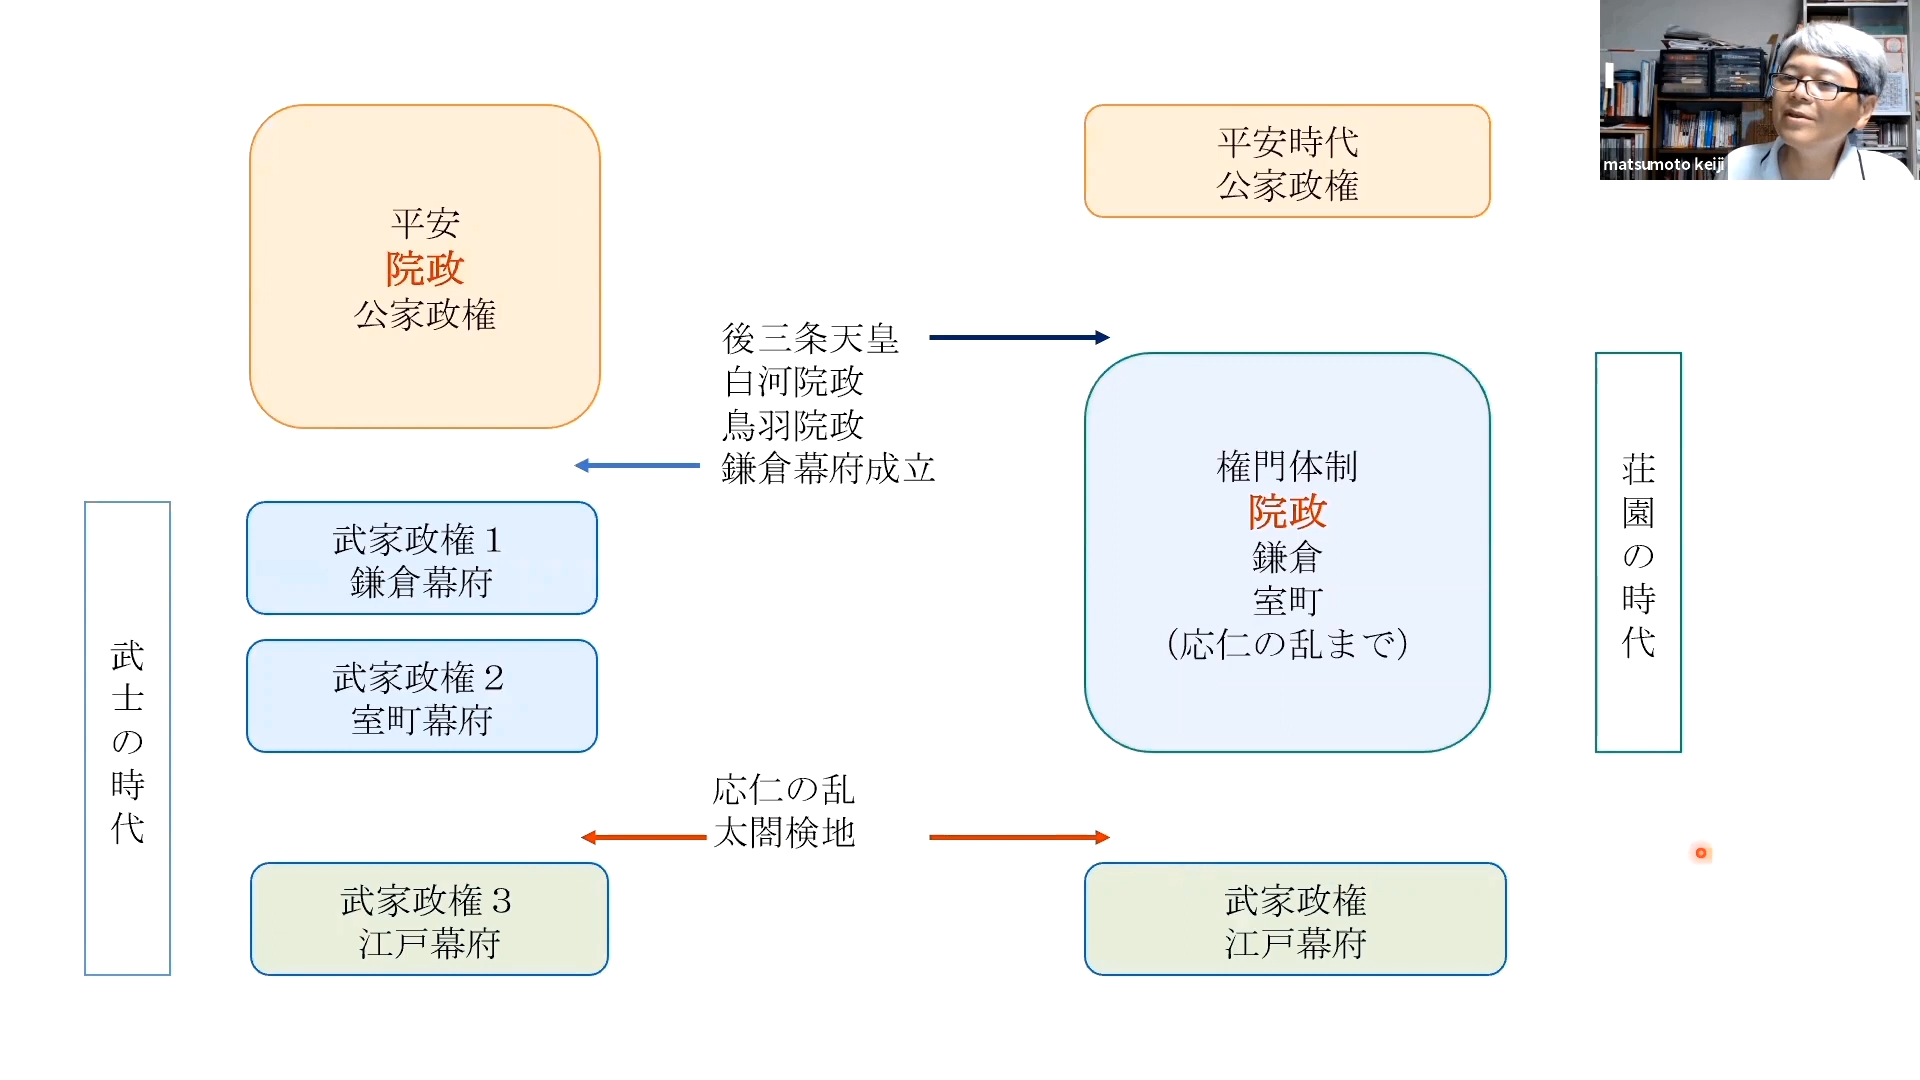 平安
院政
公家政権
武士の時代
武家政権１
鎌倉幕府
武家政権２
室町幕府
武家政権３
江戸幕府
後三条天皇
白河院政
鳥羽院政
鎌倉幕府成立
応仁の乱
太閤検地
平安時代
公家政権
権門体制
院政
鎌倉
室町
（応仁の乱まで）
武家政権
江戸幕府
荘園の時代
matsumoto keiji